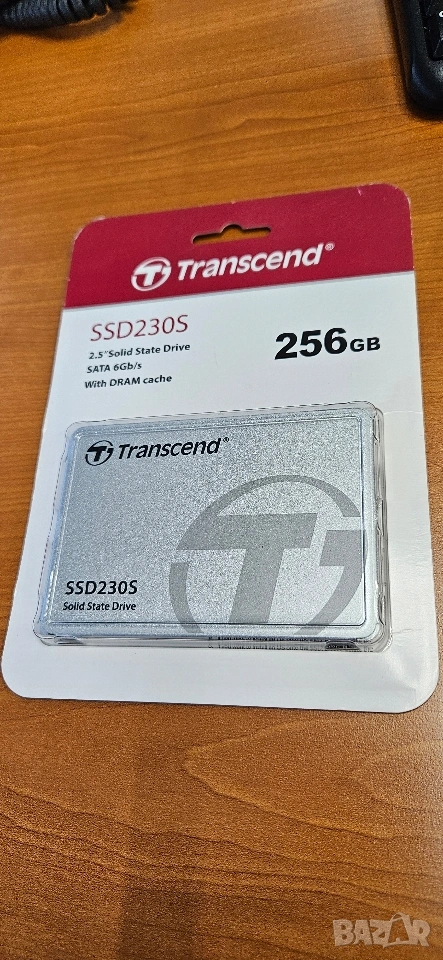 Transcend®
SSD230S
2.5" Solid State Drive
SATA 6Gb/s
With DRAM cache
256GB
Transcend®
SSD230S
Solid State Drive
BAZAR